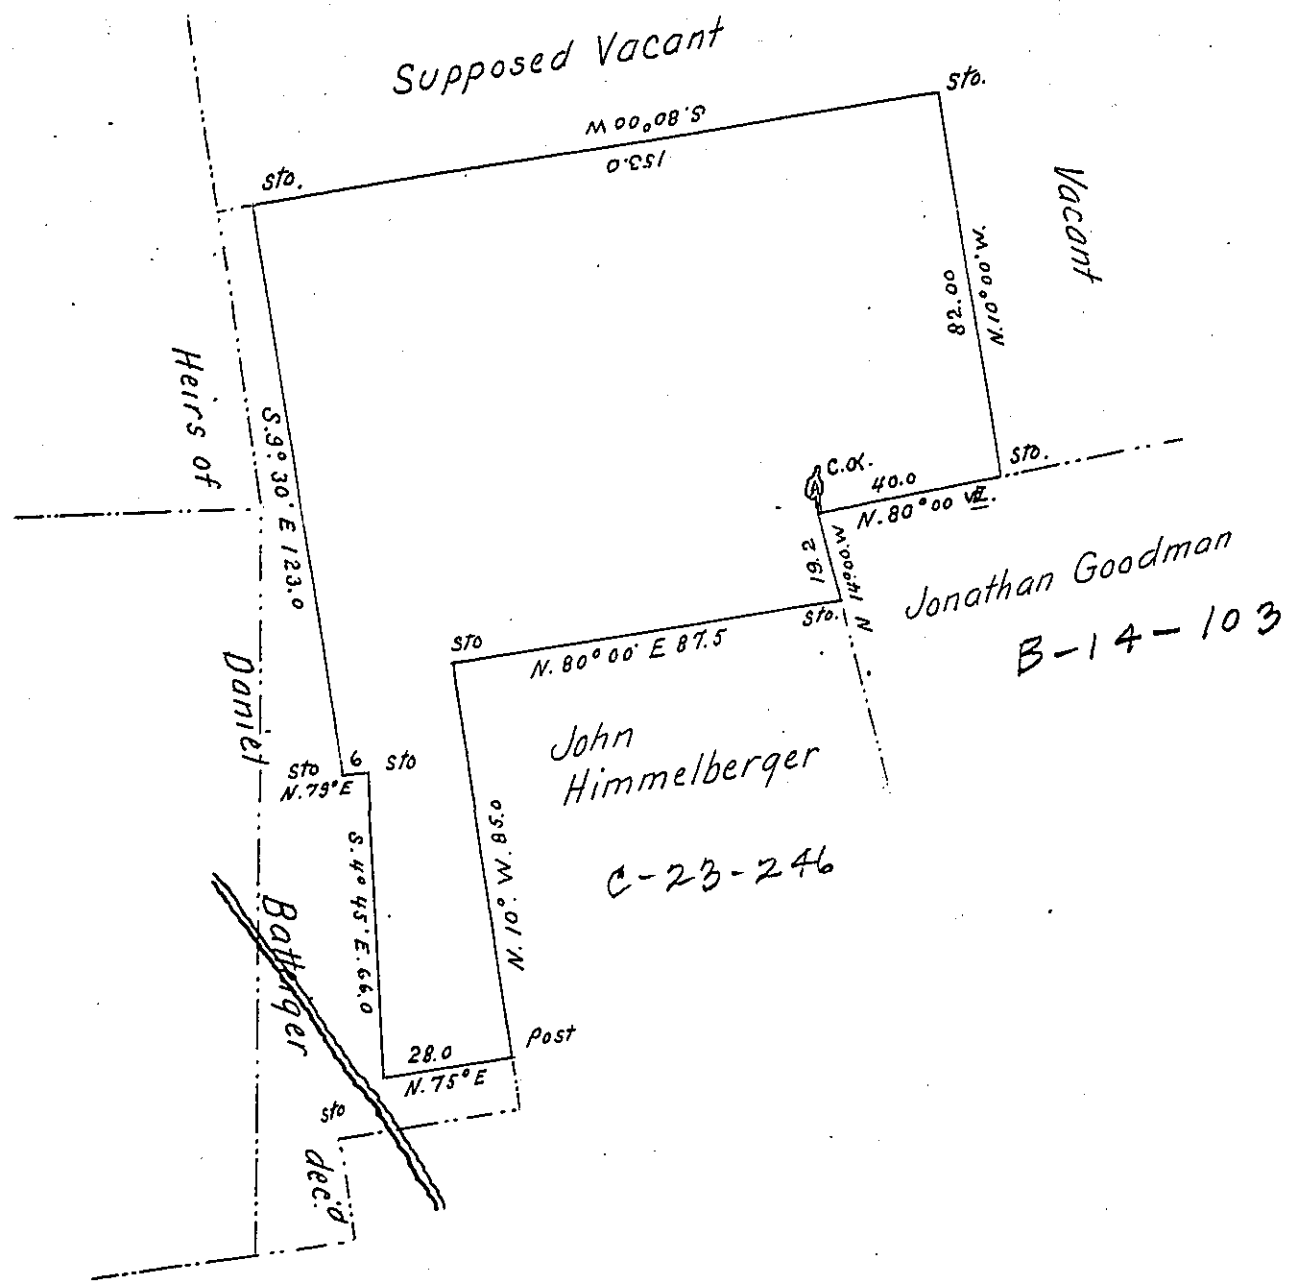 Supposed Vacant
sto.
S. 80°00 W
153.0
sto.
Vacant
N. 10°00' W.
82.00
Heirs of
S. 9° 30' E 123.0
C.O.
A
40.0
sto.
N. 80°00
19.2
N 14°00 W
Jonathan Goodman
B-14-103
sto
N. 80°00' E 87.5
sto.
Daniel
John
Himmelberger
C-23-246
sto
6
sto
N. 79° E
S. 4° 45' E. 66.0
N. 10° W. 85.0
28.0
N. 75° E
Post
sto
dec'd